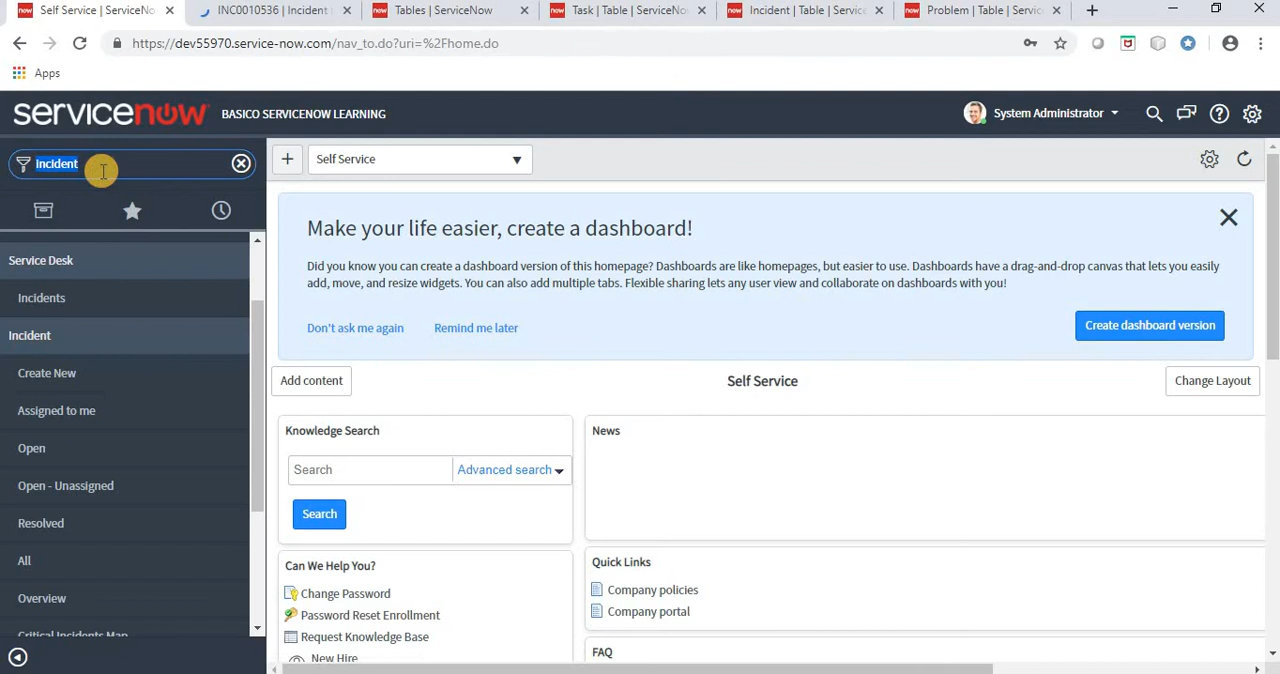 Self Service | ServiceNo
INC0010536 | Incident
Tables | ServiceNow
Task | Table | ServiceNo
Incident | Table | Service
Problem | Table | Servic
https://dev55970.service-now.com/nav_to.do?uri=%2Fhome.do
Apps
servicenow BASICO SERVICENOW LEARNING
System Administrator
Incident
Self Service
Make your life easier, create a dashboard!
Did you know you can create a dashboard version of this homepage? Dashboards are like homepages, but easier to use. Dashboards have a drag-and-drop canvas that lets you easily
add, move, and resize widgets. You can also add multiple tabs. Flexible sharing lets any user view and collaborate on dashboards with you!
Don't ask me again
Remind me later
Create dashboard version
Service Desk
Incidents
Incident
Create New
Assigned to me
Open
Open - Unassigned
Resolved
All
Overview
Critical Incidents Map
Add content
Self Service
Change Layout
Knowledge Search
Search
Advanced search
Search
News
Can We Help You?
Change Password
Password Reset Enrollment
Request Knowledge Base
New Hire
Quick Links
Company policies
Company portal
FAQ